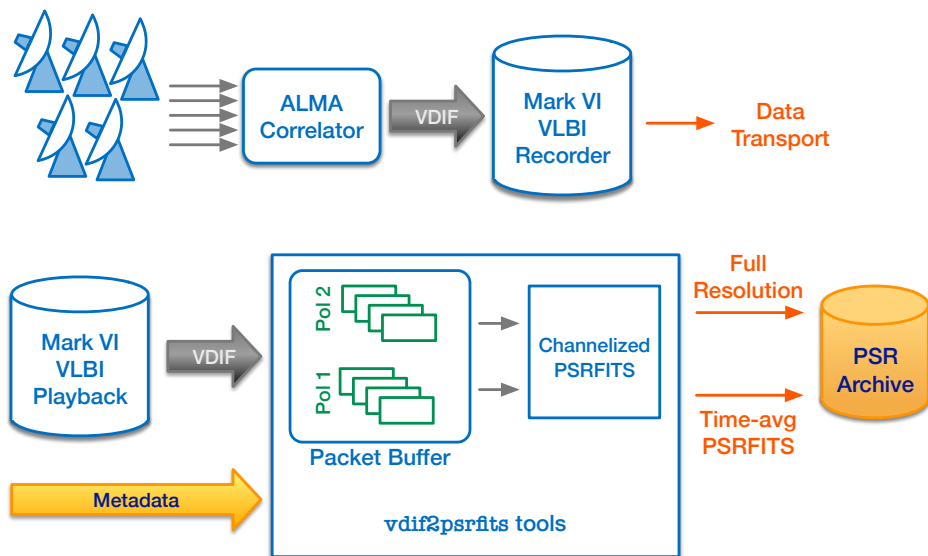 ALMA
Correlator
VDIF
Mark VI
VLBI
Recorder
Data
Transport
Mark VI
VLBI
Playback
VDIF
Pol 2
Pol 1
Packet Buffer
Channelized
PSRFITS
Full
Resolution
Time-avg
PSRFITS
PSR
Archive
Metadata
vdif2psrfits tools